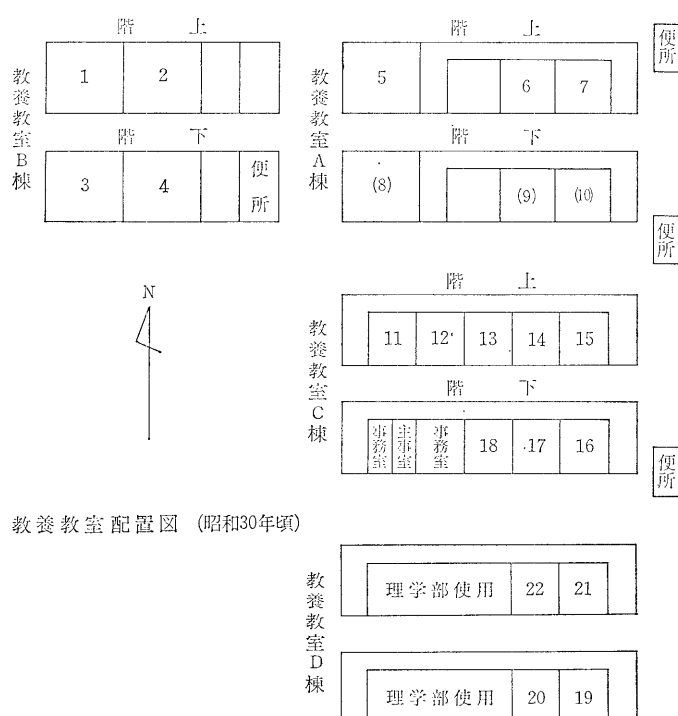 階上
教養教室B棟
1 2
階下
3 4 便所
階上
教養教室A棟
5 6 7
便所
階下
(8) (9) (10)
便所
N
階上
教養教室C棟
11 12 13 14 15
階下
事務室 主事室 事務室 18 17 16
便所
教養教室配置図 (昭和30年頃)
教養教室D棟
理学部使用 22 21
理学部使用 20 19